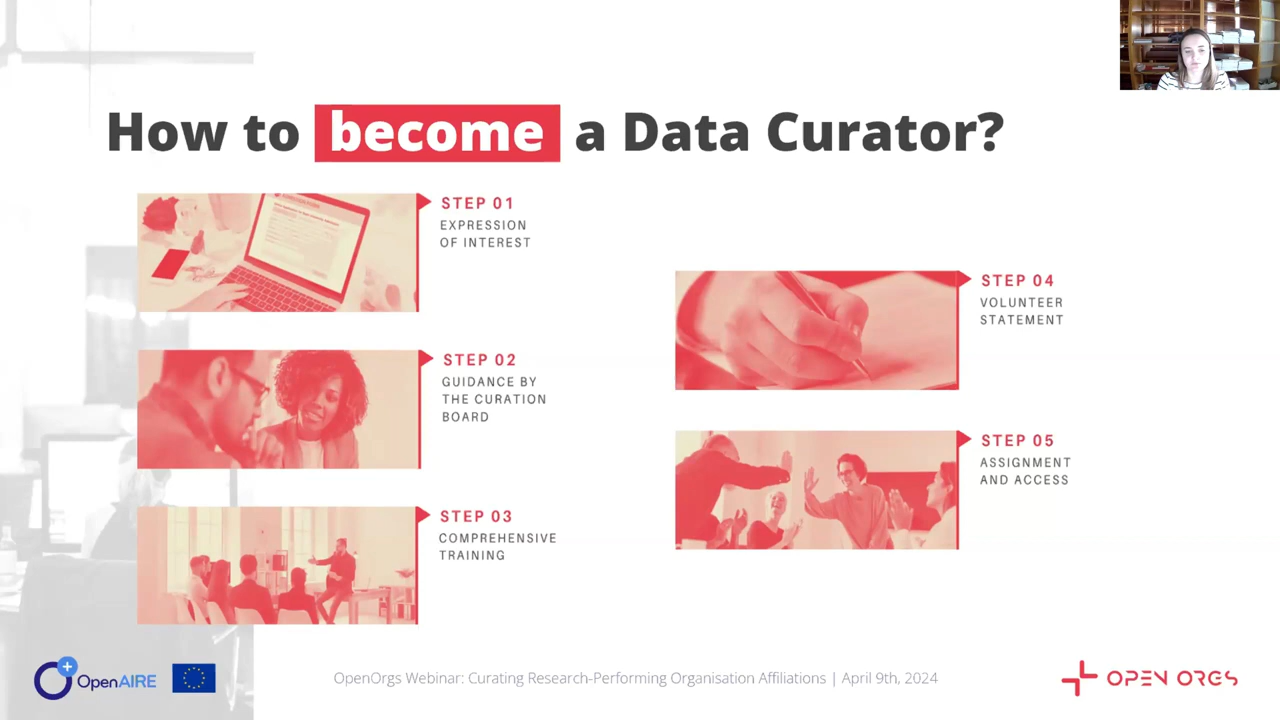 How to become a Data Curator?
STEP 01
EXPRESSION
OF INTEREST
STEP 02
GUIDANCE BY
THE CURATION
BOARD
STEP 03
COMPREHENSIVE
TRAINING
STEP 04
VOLUNTEER
STATEMENT
STEP 05
ASSIGNMENT
AND ACCESS
OpenAIRE
OpenOrgs Webinar: Curating Research-Performing Organisation Affiliations | April 9th, 2024
OPEN ORGS